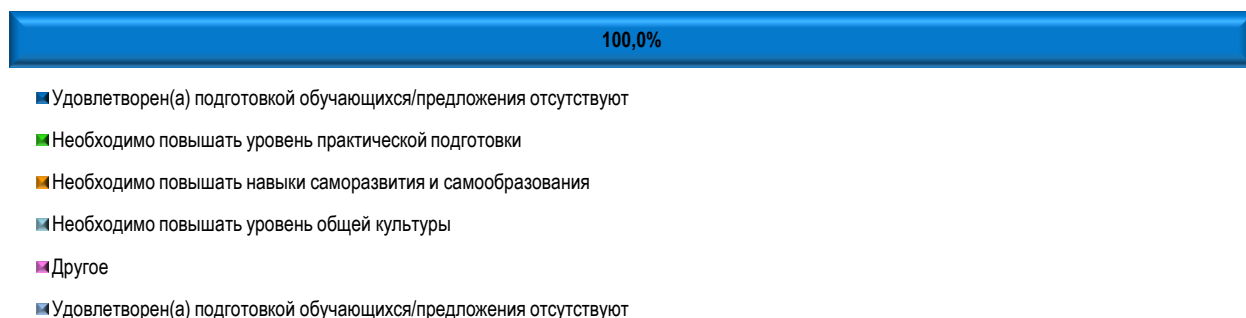 100,0%
Удовлетворен(а) подготовкой обучающихся/предложения отсутствуют
Необходимо повышать уровень практической подготовки
Необходимо повышать навыки саморазвития и самообразования
Необходимо повышать уровень общей культуры
Другое
Удовлетворен(а) подготовкой обучающихся/предложения отсутствуют